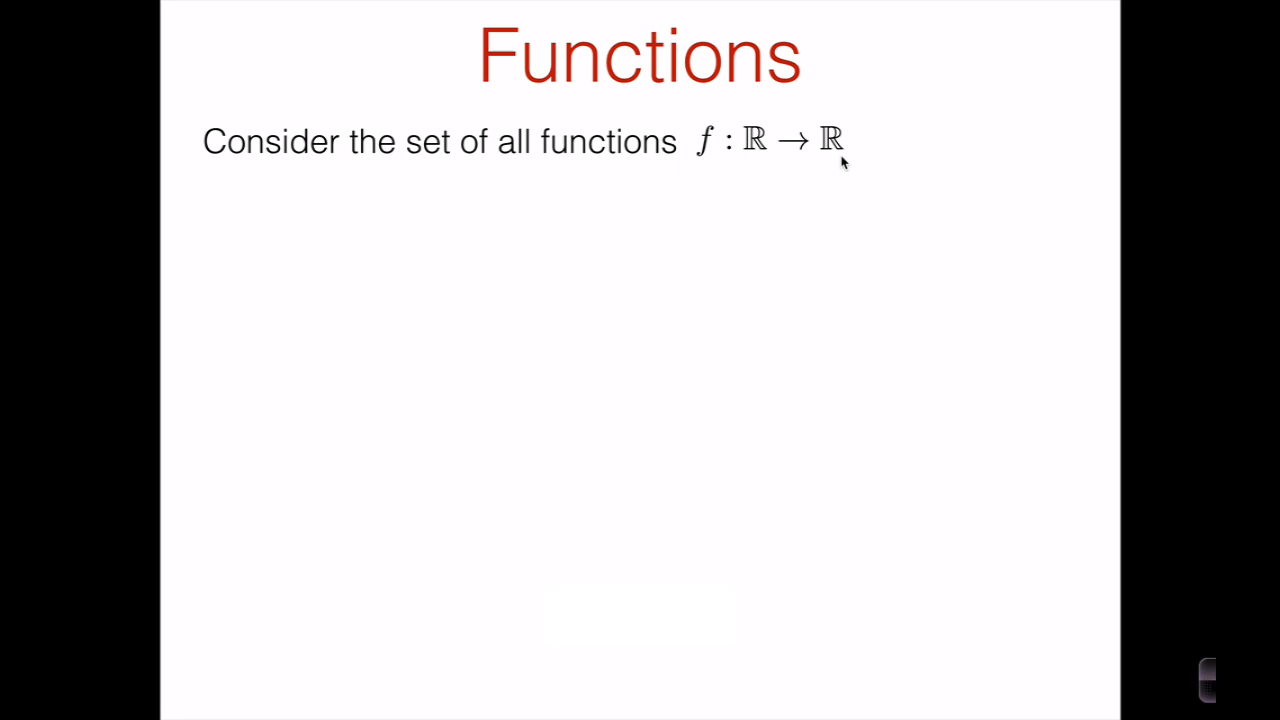 Functions
Consider the set of all functions f : ℝ → ℝ